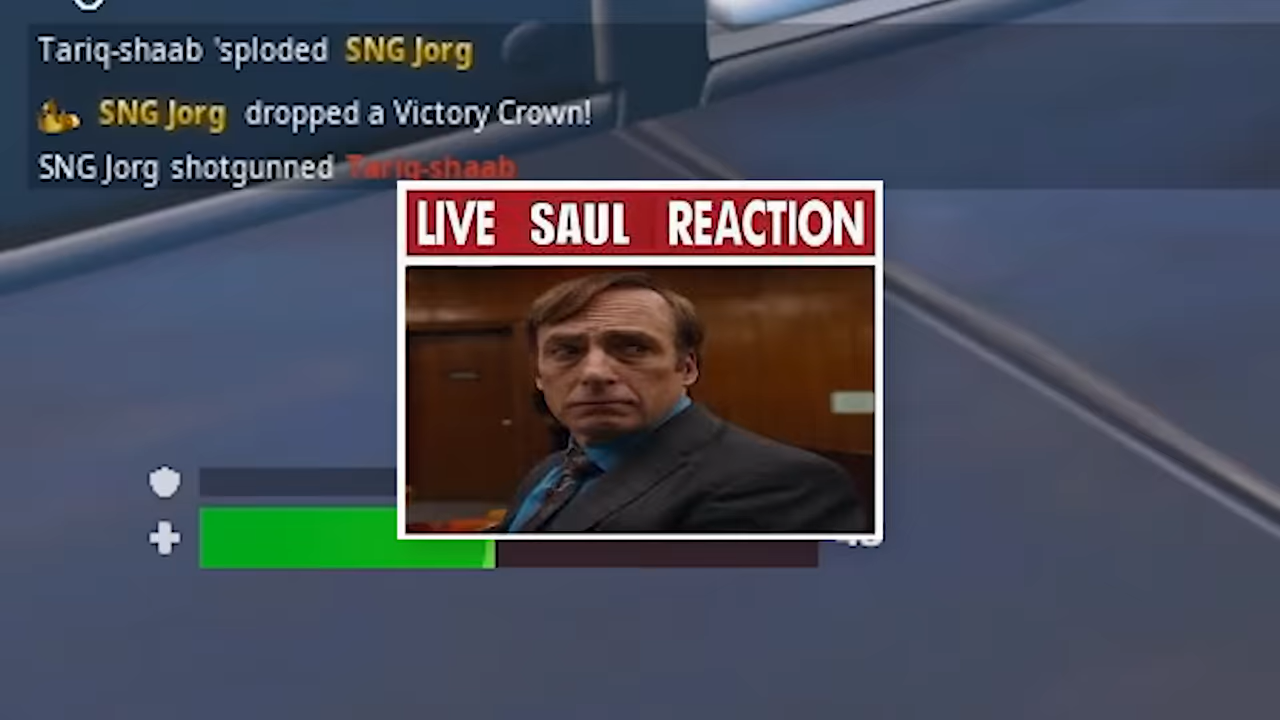 Tariq-shaab 'sploded SNG Jorg
SNG Jorg dropped a Victory Crown!
SNG Jorg shotgunned Tariq-shaab
LIVE SAUL REACTION